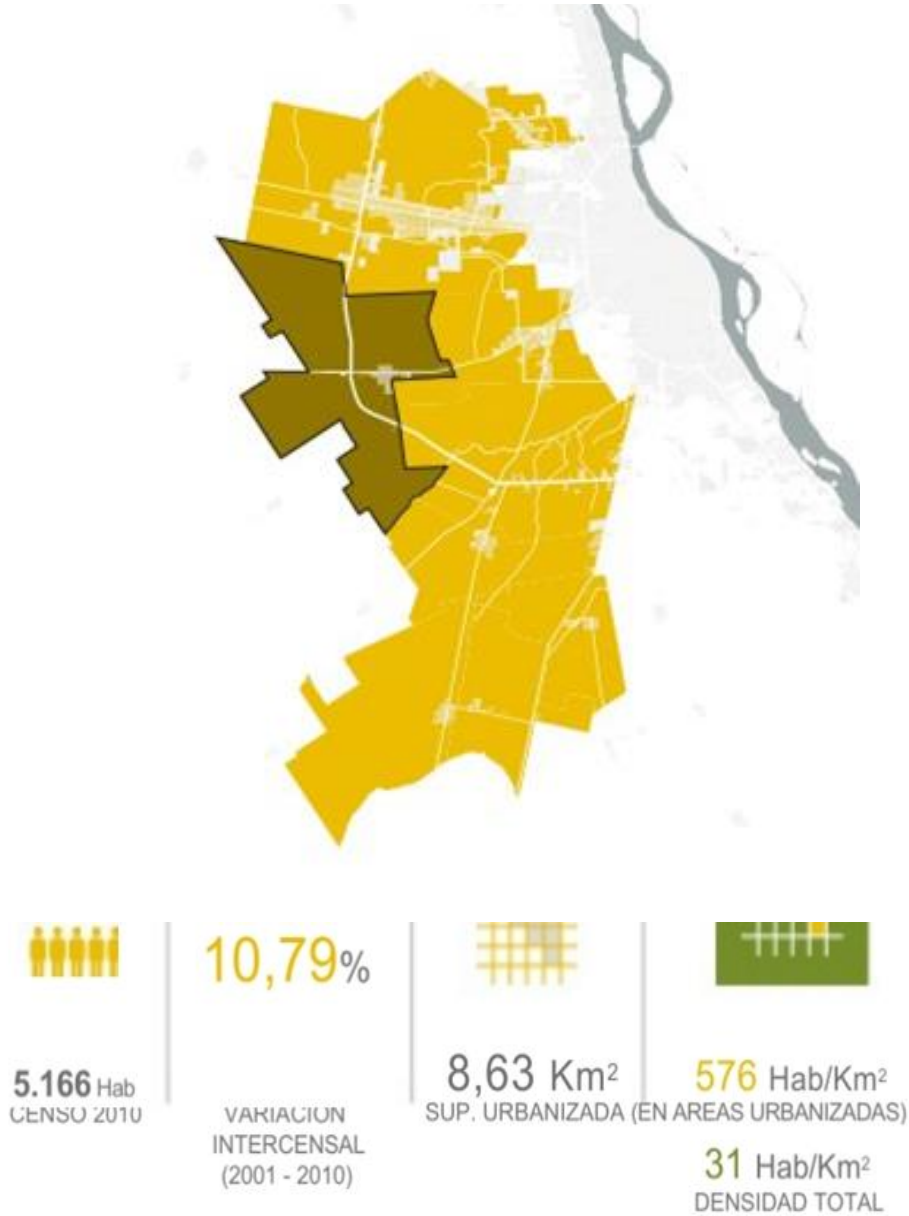 10,79%
5.166 Hab
CENSO 2010
VARIACION
INTERCENSAL
(2001 - 2010)
8,63 Km²
SUP. URBANIZADA
576 Hab/Km²
(EN AREAS URBANIZADAS)
31 Hab/Km²
DENSIDAD TOTAL